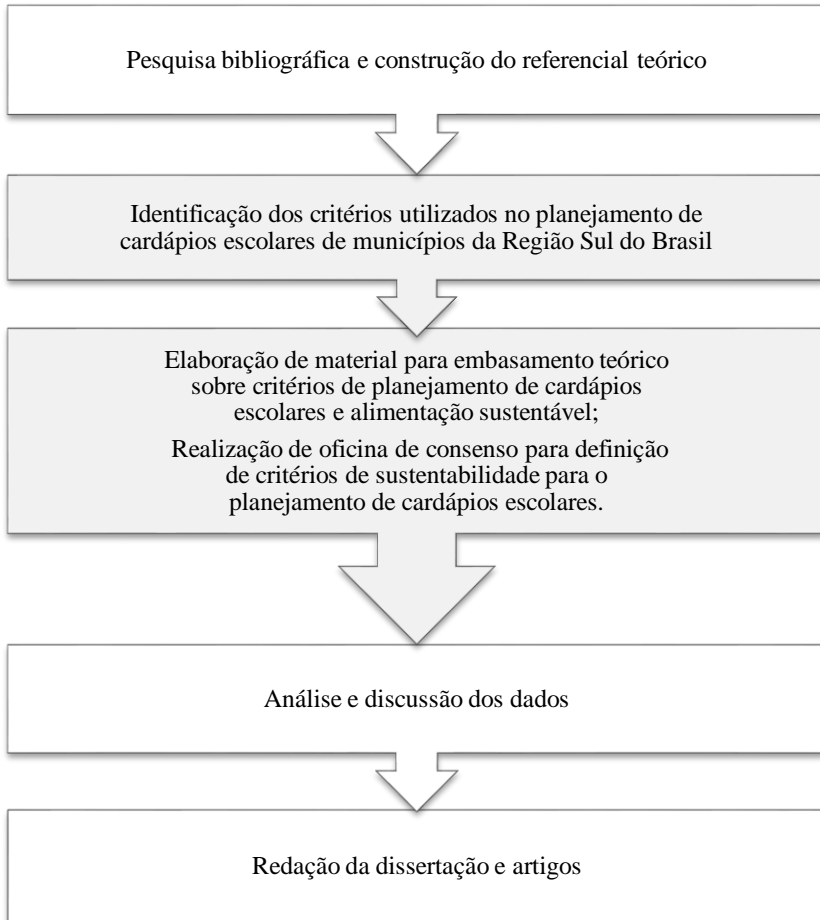 Pesquisa bibliográfica e construção do referencial teórico
Identificação dos critérios utilizados no planejamento de
cardápios escolares de municípios da Região Sul do Brasil
Elaboração de material para embasamento teórico
sobre critérios de planejamento de cardápios
escolares e alimentação sustentável;
Realização de oficina de consenso para definição
de critérios de sustentabilidade para o
planejamento de cardápios escolares.
Análise e discussão dos dados
Redação da dissertação e artigos